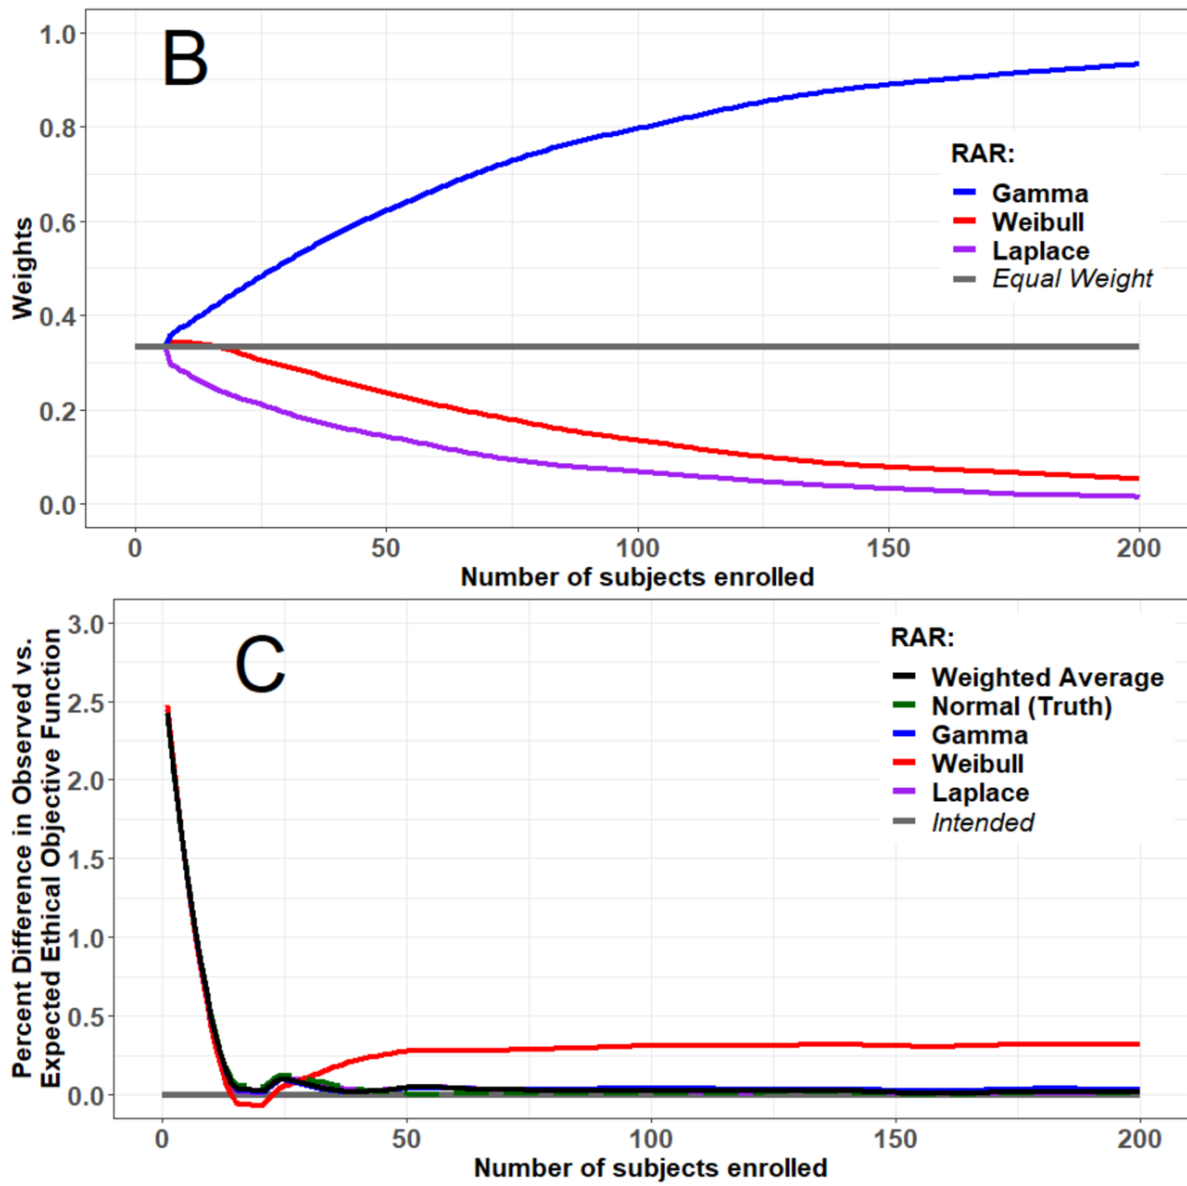 B
1.0
0.8
0.6
0.4
0.2
0.0
Weights
RAR:
Gamma
Weibull
Laplace
Equal Weight
0 50 100 150 200
Number of subjects enrolled
C
3.0
2.5
2.0
1.5
1.0
0.5
0.0
Percent Difference in Observed vs.
Expected Ethical Objective Function
RAR:
Weighted Average
Normal (Truth)
Gamma
Weibull
Laplace
Intended
0 50 100 150 200
Number of subjects enrolled